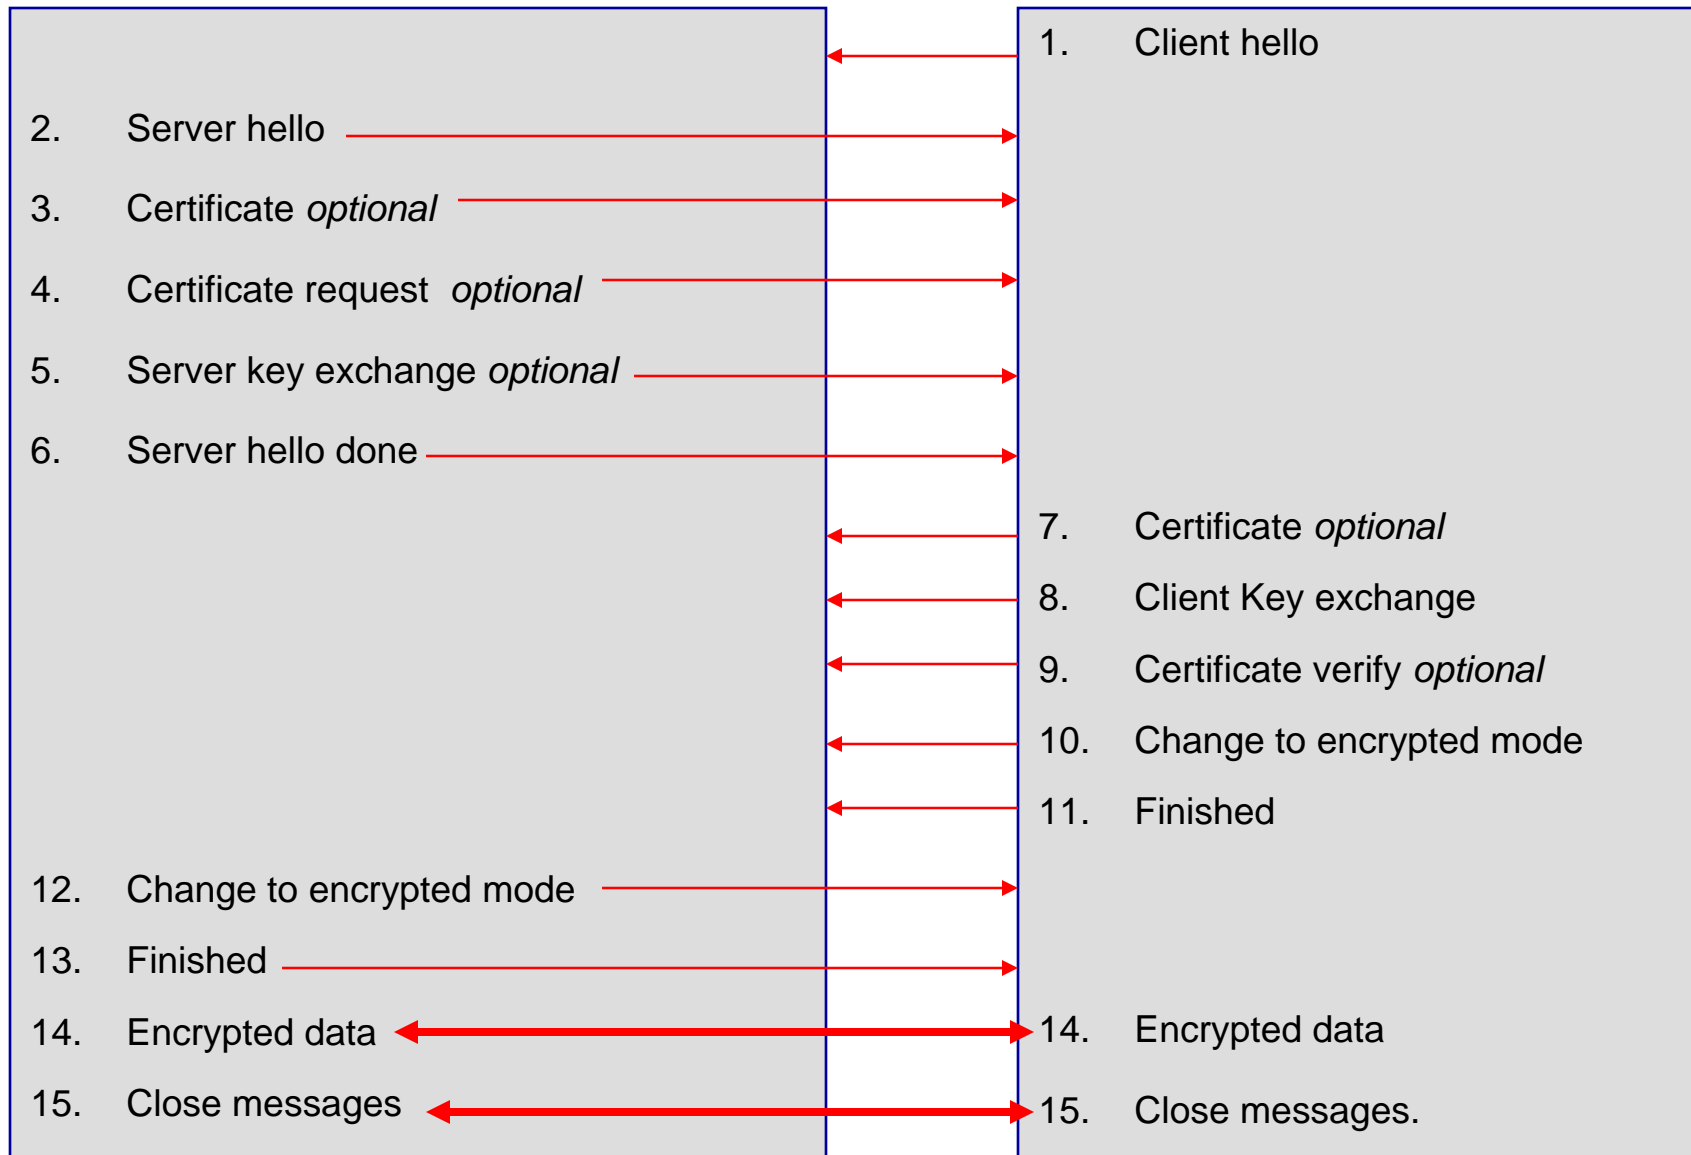 1. Client hello
2. Server hello
3. Certificate optional
4. Certificate request optional
5. Server key exchange optional
6. Server hello done
7. Certificate optional
8. Client Key exchange
9. Certificate verify optional
10. Change to encrypted mode
11. Finished
12. Change to encrypted mode
13. Finished
14. Encrypted data
14. Encrypted data
15. Close messages
15. Close messages.